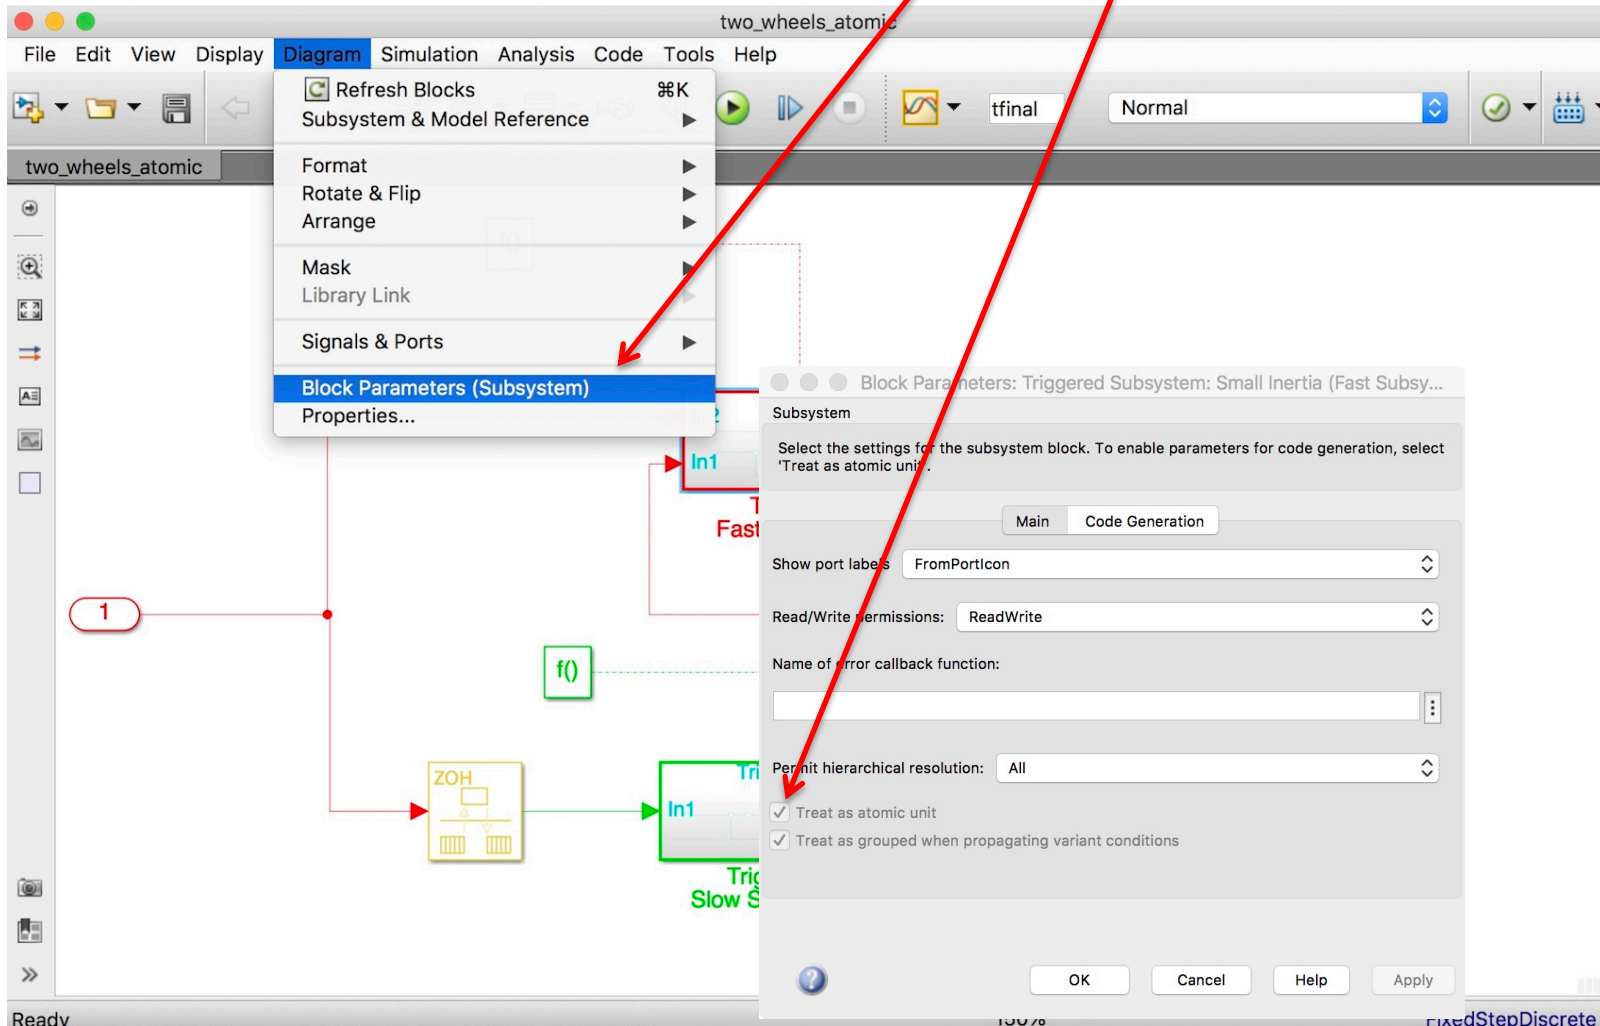 two_wheels_atomic
File Edit View Display Diagram Simulation Analysis Code Tools Help
Refresh Blocks ⌘K
Subsystem & Model Reference
tfinal
Normal
two_wheels_atomic
Format
Rotate & Flip
Arrange
f()
Mask
Library Link
Signals & Ports
Block Parameters (Subsystem)
Properties...
In2
In1
Fast
1
f()
ZOH
Tri
In1
Trig
Slow S
Block Parameters: Triggered Subsystem: Small Inertia (Fast Subsy...
Subsystem
Select the settings for the subsystem block. To enable parameters for code generation, select
'Treat as atomic unit'.
Main Code Generation
Show port labels FromPortIcon
Read/Write permissions: ReadWrite
Name of error callback function:
Permit hierarchical resolution: All
Treat as atomic unit
Treat as grouped when propagating variant conditions
OK Cancel Help Apply
Ready
150%
FixedStepDiscrete